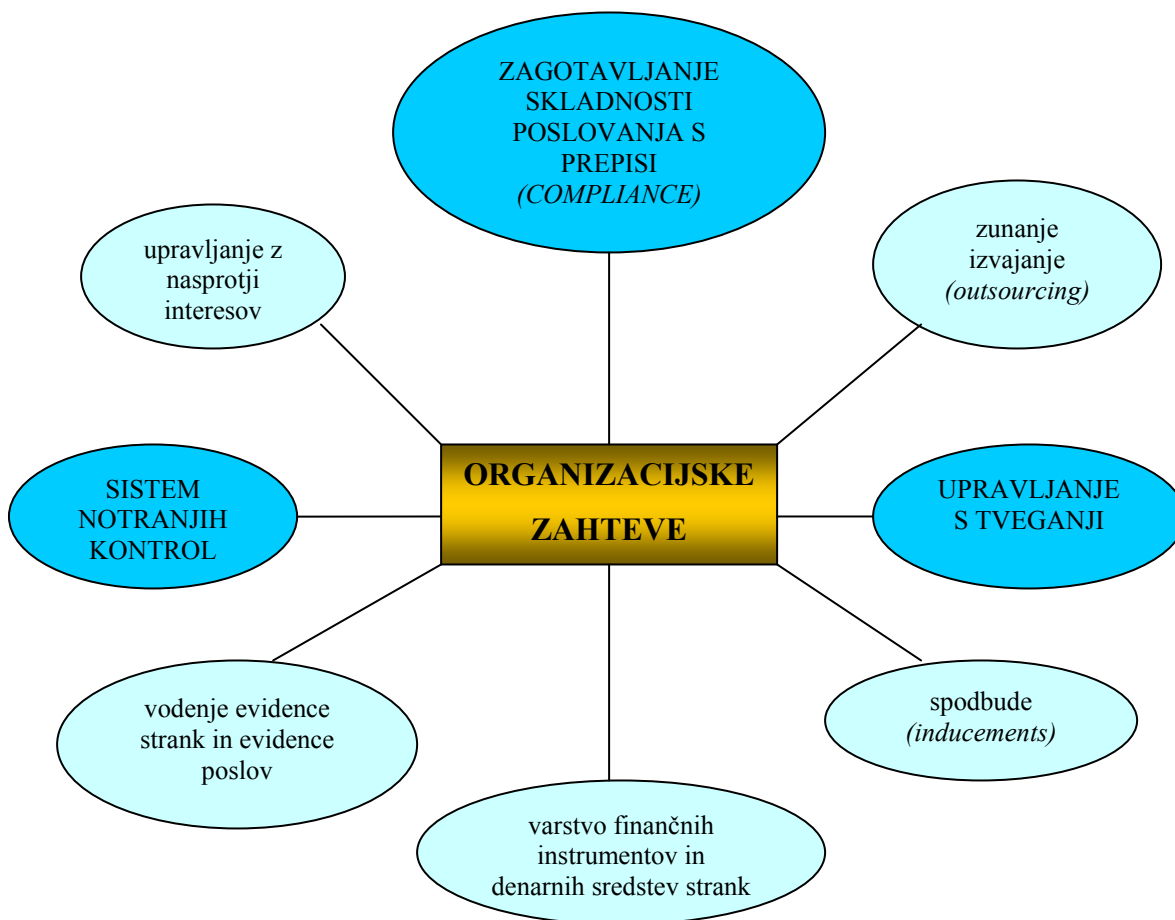 ZAGOTAVLJANJE
SKLADNOSTI
POSLOVANJA S
PREPISI
(COMPLIANCE)
upravljanje z
nasprotji
interesov
zunanje
izvajanje
(outsourcing)
SISTEM
NOTRANJIH
KONTROL
ORGANIZACIJSKE
ZAHTEVE
UPRAVLJANJE
S TVEGANJI
vodenje evidence
strank in evidence
poslov
spodbude
(inducements)
varstvo finančnih
instrumentov in
denarnih sredstev strank